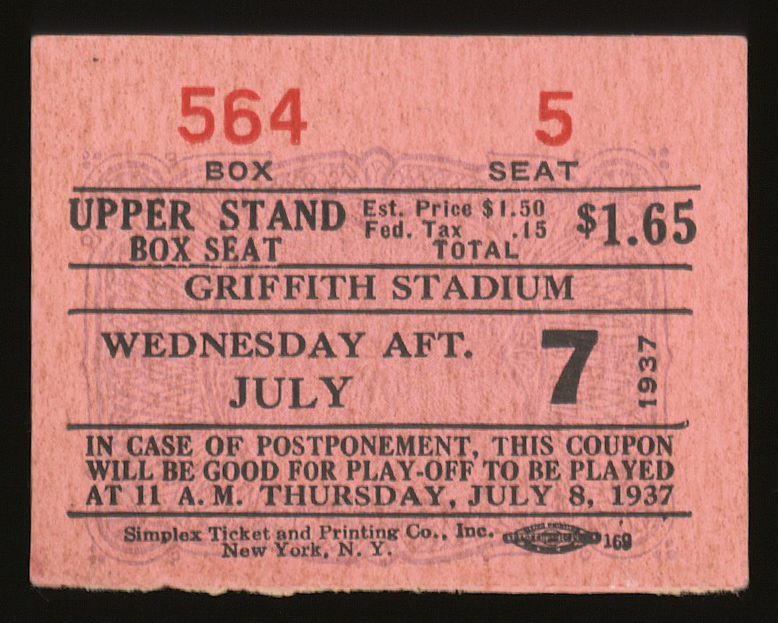 564 5
BOX SEAT
UPPER STAND Est. Price $1.50 $1.65
Fed. Tax .15
BOX SEAT TOTAL
GRIFFITH STADIUM
WEDNESDAY AFT. 7 1937
JULY
IN CASE OF POSTPONEMENT, THIS COUPON
WILL BE GOOD FOR PLAY-OFF TO BE PLAYED
AT 11 A. M. THURSDAY, JULY 8, 1937
Simplex Ticket and Printing Co., Inc. 169
New York, N. Y.